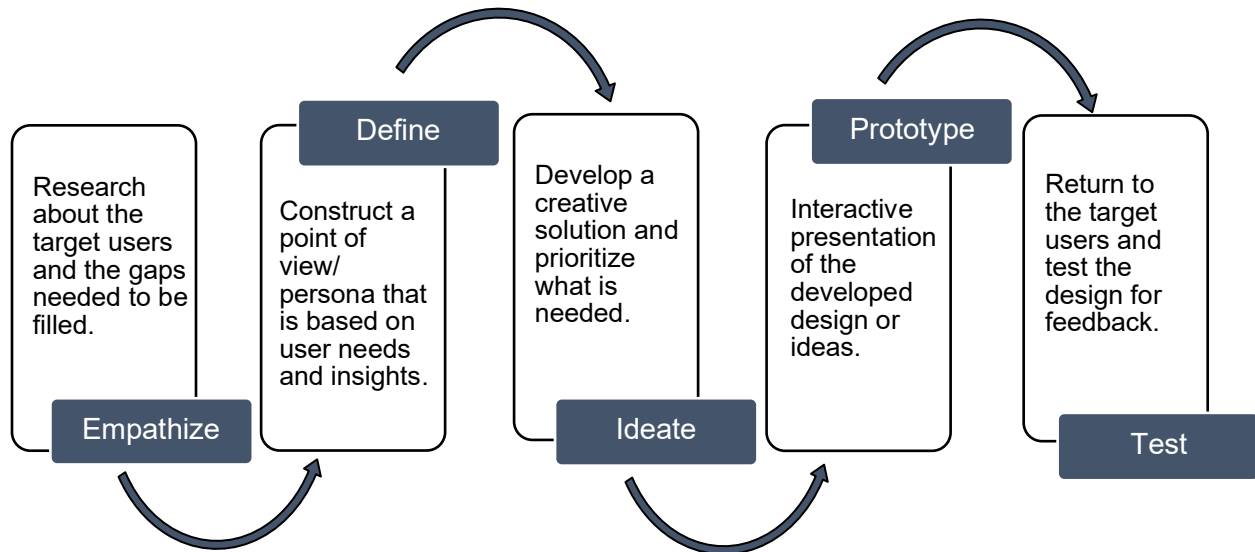 Research
about the
target users
and the gaps
needed to be
filled.
Empathize
Define
Construct a
point of
view/
persona that
is based on
user needs
and insights.
Develop a
creative
solution and
prioritize
what is
needed.
Ideate
Prototype
Interactive
presentation
of the
developed
design or
ideas.
Return to
the target
users and
test the
design for
feedback.
Test